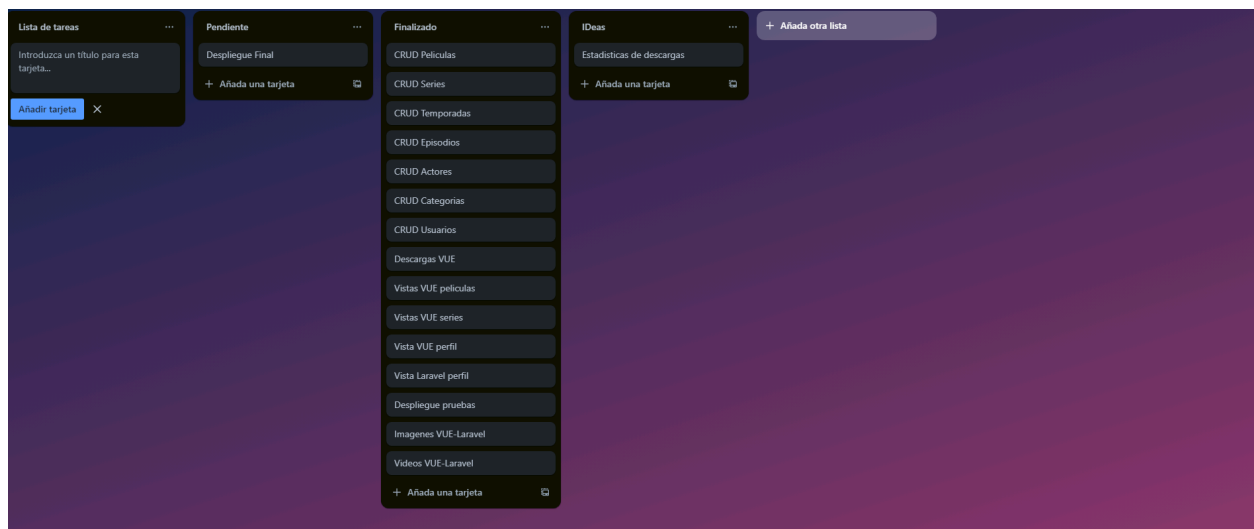 Lista de tareas
Introduzca un título para esta
tarjeta...
Añadir tarjeta
Pendiente
Despliegue Final
+ Añada una tarjeta
Finalizado
CRUD Peliculas
CRUD Series
CRUD Temporadas
CRUD Episodios
CRUD Actores
CRUD Categorias
CRUD Usuarios
Descargas VUE
Vistas VUE peliculas
Vistas VUE series
Vista VUE perfil
Vista Laravel perfil
Despliegue pruebas
Imagenes VUE-Laravel
Videos VUE-Laravel
+ Añada una tarjeta
IDeas
Estadisticas de descargas
+ Añada una tarjeta
+ Añada otra lista